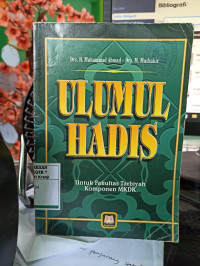 Bibliografi
Drs. H. Muhammad Ahmad - Drs. M. Mudzakir
ULUMUL
HADIS
Untuk Fakultas Tarbiyah
Komponen MKDK